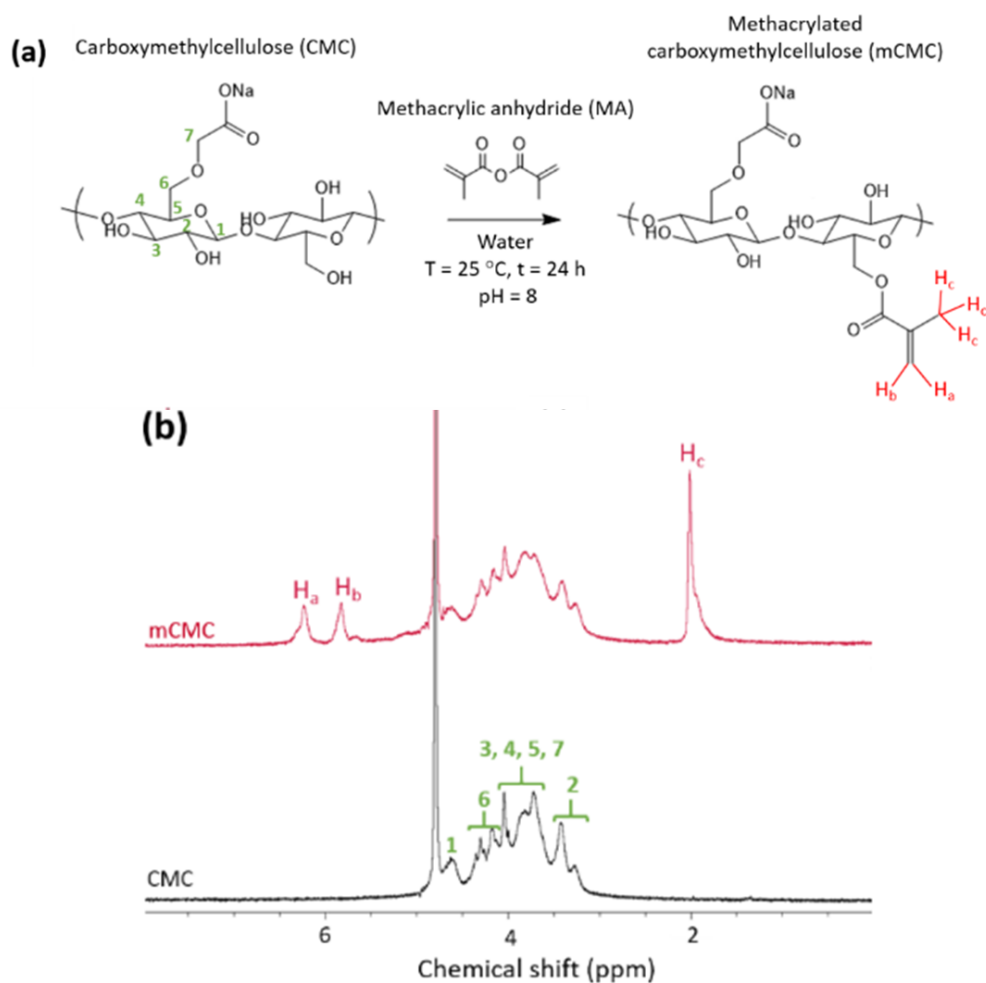 (a)
Carboxymethylcellulose (CMC)
Methacrylated
carboxymethylcellulose (mCMC)
Methacrylic anhydride (MA)
Water
T = 25 °C, t = 24 h
pH = 8
ONa
O
7
O
6
4
5
O
2
1
3
HO
O
OH
O
HO
OH
O
OH
O O
O
ONa
O
O
O
O
HO
OH
O
HO
OH
O
O
O
Hc
Hc
Hc
Hb
Ha
(b)
Hc
Ha
Hb
mCMC
3, 4, 5, 7
6
2
1
CMC
6 4 2
Chemical shift (ppm)